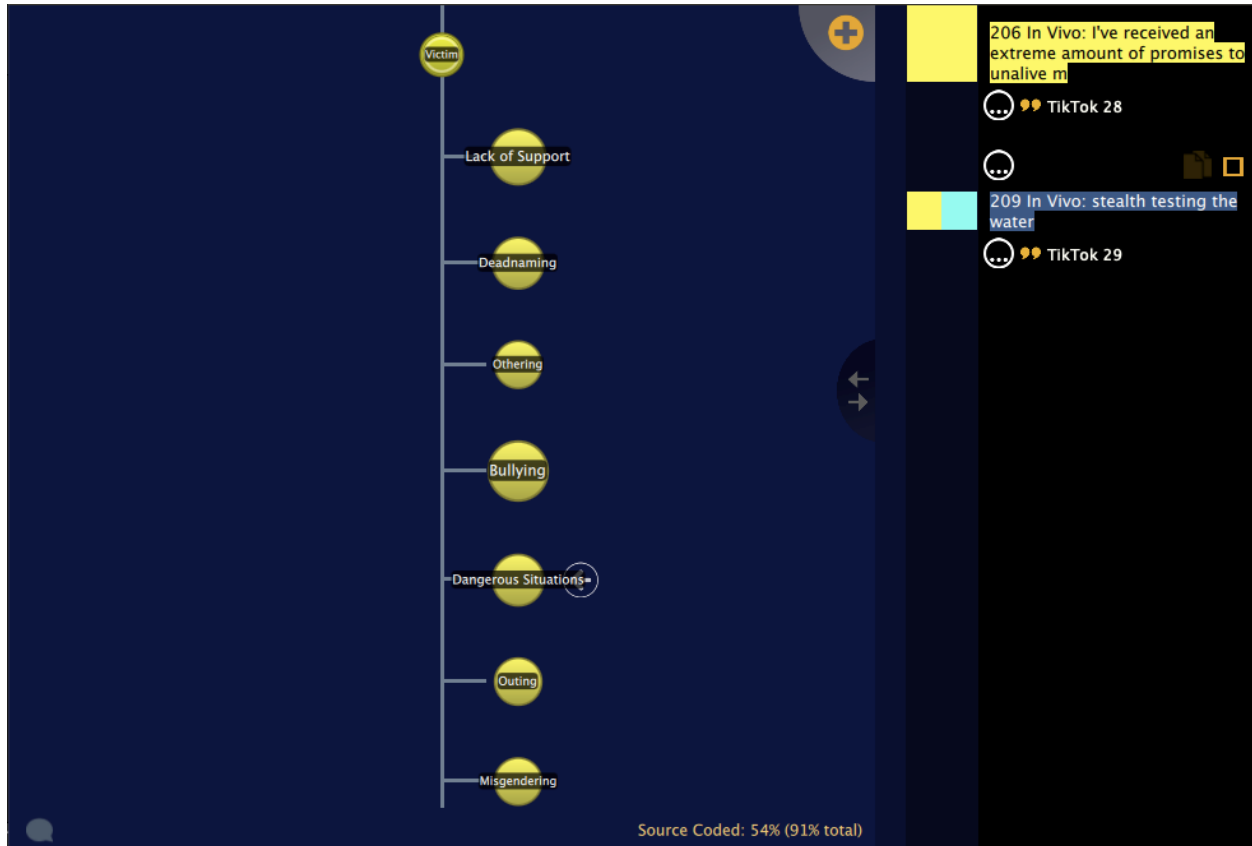 Victim
Lack of Support
Deadnaming
Othering
Bullying
Dangerous Situations
Outing
Misgendering
Source Coded: 54% (91% total)
206 In Vivo: I've received an
extreme amount of promises to
unalive m
TikTok 28
209 In Vivo: stealth testing the
water
TikTok 29